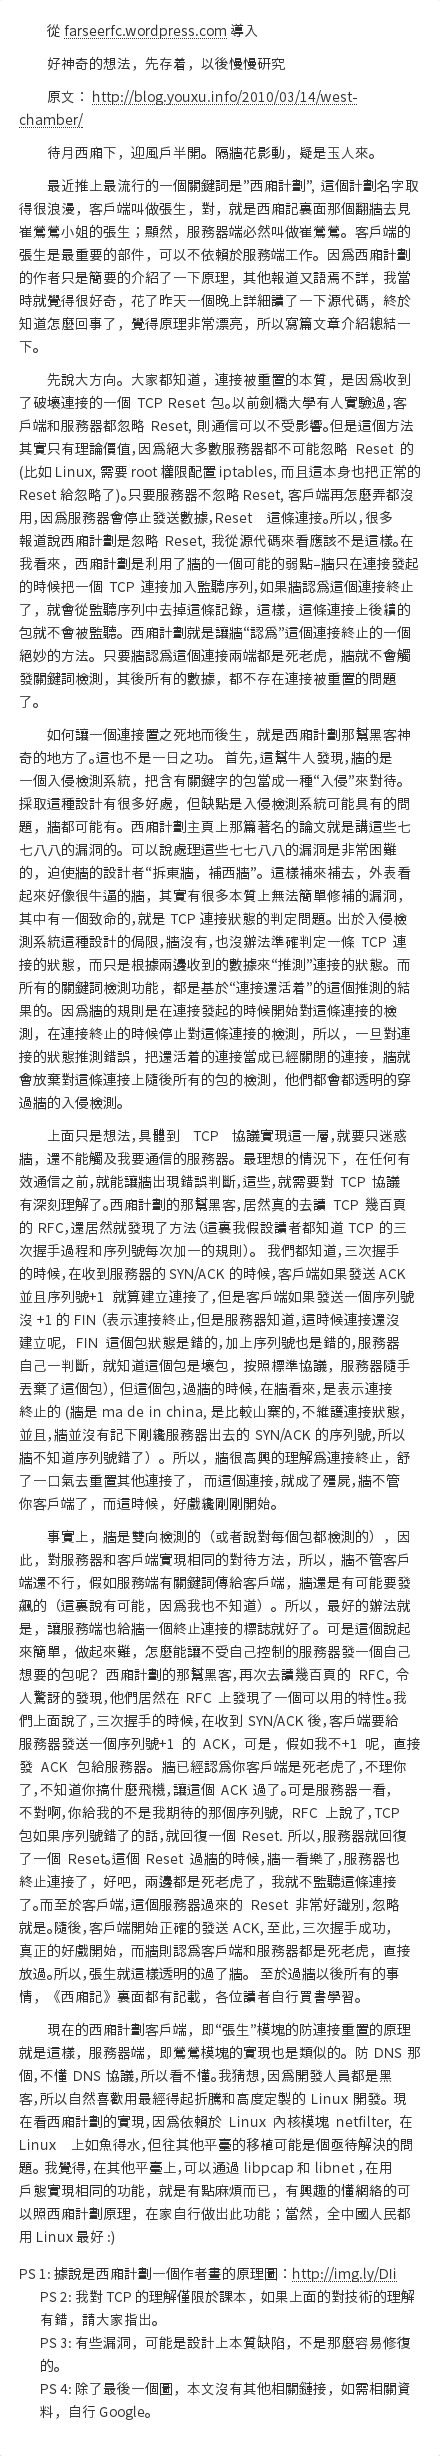 從 farseerfc.wordpress.com 導入
好神奇的想法，先存着，以後慢慢研究
原文： http://blog.youxu.info/2010/03/14/west-
chamber/
待月西廂下，迎風戶半開。隔牆花影動，疑是玉人來。
最近推上最流行的一個關鍵詞是”西廂計劃”, 這個計劃名字取
得很浪漫，客戶端叫做張生，對，就是西廂記裏面那個翻牆去見
崔鶯鶯小姐的張生；顯然，服務器端必然叫做崔鶯鶯。客戶端的
張生是最重要的部件，可以不依賴於服務端工作。因爲西廂計劃
的作者只是簡要的介紹了一下原理，其他報道又語焉不詳，我當
時就覺得很好奇，花了昨天一個晚上詳細讀了一下源代碼，終於
知道怎麼回事了，覺得原理非常漂亮，所以寫篇文章介紹總結一
下。
先說大方向。大家都知道，連接被重置的本質，是因爲收到
了破壞連接的一個 TCP Reset 包。以前劍橋大學有人實驗過,客
戶端和服務器都忽略 Reset, 則通信可以不受影響。但是這個方法
其實只有理論價值,因爲絕大多數服務器都不可能忽略 Reset 的
(比如 Linux, 需要 root 權限配置iptables, 而且這本身也把正常的
Reset 給忽略了)。只要服務器不忽略 Reset, 客戶端再怎麼弄都沒
用,因爲服務器會停止發送數據,Reset 這條連接。所以,很多
報道說西廂計劃是忽略 Reset, 我從源代碼來看應該不是這樣。在
我看來，西廂計劃是利用了牆的一個可能的弱點–牆只在連接發起
的時候把一個 TCP 連接加入監聽序列,如果牆認爲這個連接終止
了，就會從監聽序列中去掉這條記錄，這樣，這條連接上後續的
包就不會被監聽。西廂計劃就是讓牆“認爲”這個連接終止的一個
絕妙的方法。只要牆認爲這個連接兩端都是死老虎，牆就不會觸
發關鍵詞檢測，其後所有的數據，都不存在連接被重置的問題
了。
如何讓一個連接置之死地而後生，就是西廂計劃那幫黑客神
奇的地方了。這也不是一日之功。 首先,這幫牛人發現,牆的是
一個入侵檢測系統，把含有關鍵字的包當成一種“入侵”來對待。
採取這種設計有很多好處，但缺點是入侵檢測系統可能具有的問
題，牆都可能有。西廂計劃主頁上那篇著名的論文就是講這些七
七八八的漏洞的。可以說處理這些七七八八的漏洞是非常困難
的，迫使牆的設計者“拆東牆，補西牆”。這樣補來補去，外表看
起來好像很牛逼的牆，其實有很多本質上無法簡單修補的漏洞，
其中有一個致命的,就是 TCP 連接狀態的判定問題。 出於入侵檢
測系統這種設計的侷限,牆沒有,也沒辦法準確判定一條 TCP 連
接的狀態，而只是根據兩邊收到的數據來“推測”連接的狀態。而
所有的關鍵詞檢測功能，都是基於“連接還活着”的這個推測的結
果的。因爲牆的規則是在連接發起的時候開始對這條連接的檢
測，在連接終止的時候停止對這條連接的檢測，所以，一旦對連
接的狀態推測錯誤，把還活着的連接當成已經關閉的連接，牆就
會放棄對這條連接上隨後所有的包的檢測，他們都會都透明的穿
過牆的入侵檢測。
上面只是想法,具體到 TCP 協議實現這一層,就要只迷惑
牆，還不能觸及我要通信的服務器。最理想的情況下，在任何有
效通信之前,就能讓牆出現錯誤判斷,這些,就需要對 TCP 協議
有深刻理解了。西廂計劃的那幫黑客,居然真的去讀 TCP 幾百頁
的 RFC,還居然就發現了方法(這裏我假設讀者都知道 TCP 的三
次握手過程和序列號每次加一的規則）。 我們都知道,三次握手
的時候,在收到服務器的 SYN/ACK 的時候,客戶端如果發送 ACK
並且序列號+1 就算建立連接了,但是客戶端如果發送一個序列號
沒 +1 的 FIN （表示連接終止,但是服務器知道,這時候連接還沒
建立呢， FIN 這個包狀態是錯的,加上序列號也是錯的,服務器
自己一判斷，就知道這個包是壞包，按照標準協議，服務器隨手
丟棄了這個包）, 但這個包,過牆的時候,在牆看來,是表示連接
終止的 (牆是 ma de in china, 是比較山寨的,不維護連接狀態，
並且,牆並沒有記下剛纔服務器出去的 SYN/ACK 的序列號,所以
牆不知道序列號錯了）。所以，牆很高興的理解爲連接終止，舒
了一口氣去重置其他連接了， 而這個連接,就成了殭屍,牆不管
你客戶端了，而這時候，好戲纔剛剛開始。
事實上，牆是雙向檢測的（或者說對每個包都檢測的），因
此，對服務器和客戶端實現相同的對待方法，所以，牆不管客戶
端還不行，假如服務端有關鍵詞傳給客戶端，牆還是有可能要發
飆的（這裏說有可能，因爲我也不知道）。所以，最好的辦法就
是，讓服務端也給牆一個終止連接的標誌就好了。可是這個說起
來簡單，做起來難，怎麼能讓不受自己控制的服務器發一個自己
想要的包呢？ 西廂計劃的那幫黑客,再次去讀幾百頁的 RFC, 令
人驚訝的發現,他們居然在 RFC 上發現了一個可以用的特性。我
們上面說了,三次握手的時候,在收到 SYN/ACK 後,客戶端要給
服務器發送一個序列號+1 的 ACK，可是，假如我不+1 呢，直接
發 ACK 包給服務器。 牆已經認爲你客戶端是死老虎了,不理你
了,不知道你搞什麼飛機,讓這個 ACK 過了。可是服務器一看，
不對啊,你給我的不是我期待的那個序列號， RFC 上說了,TCP
包如果序列號錯了的話,就回復一個 Reset. 所以,服務器就回復
了一個 Reset。這個 Reset 過牆的時候,牆一看樂了,服務器也
終止連接了，好吧，兩邊都是死老虎了，我就不監聽這條連接
了。而至於客戶端,這個服務器過來的 Reset 非常好識別,忽略
就是。隨後,客戶端開始正確的發送 ACK, 至此,三次握手成功，
真正的好戲開始，而牆則認爲客戶端和服務器都是死老虎，直接
放過。所以,張生就這樣透明的過了牆。 至於過牆以後所有的事
情，《西廂記》裏面都有記載，各位讀者自行買書學習。
現在的西廂計劃客戶端，即“張生”模塊的防連接重置的原理
就是這樣，服務器端，即鶯鶯模塊的實現也是類似的。防 DNS 那
個,不懂 DNS 協議,所以看不懂。我猜想,因爲開發人員都是黑
客,所以自然喜歡用最經得起折騰和高度定製的 Linux 開發。 現
在看西廂計劃的實現,因爲依賴於 Linux 內核模塊 netfilter, 在
Linux 上如魚得水,但往其他平臺的移植可能是個亟待解決的問
題。 我覺得,在其他平臺上,可以通過 libpcap 和 libnet ,在用
戶態實現相同的功能，就是有點麻煩而已，有興趣的懂網絡的可
以照西廂計劃原理，在家自行做出此功能；當然，全中國人民都
用 Linux 最好 :)
PS 1: 據說是西廂計劃一個作者畫的原理圖：http://img.ly/DIi
PS 2: 我對 TCP 的理解僅限於課本，如果上面的對技術的理解
有錯，請大家指出。
PS 3: 有些漏洞，可能是設計上本質缺陷，不是那麼容易修復
的。
PS 4: 除了最後一個圖，本文沒有其他相關鏈接，如需相關資
料，自行 Google。